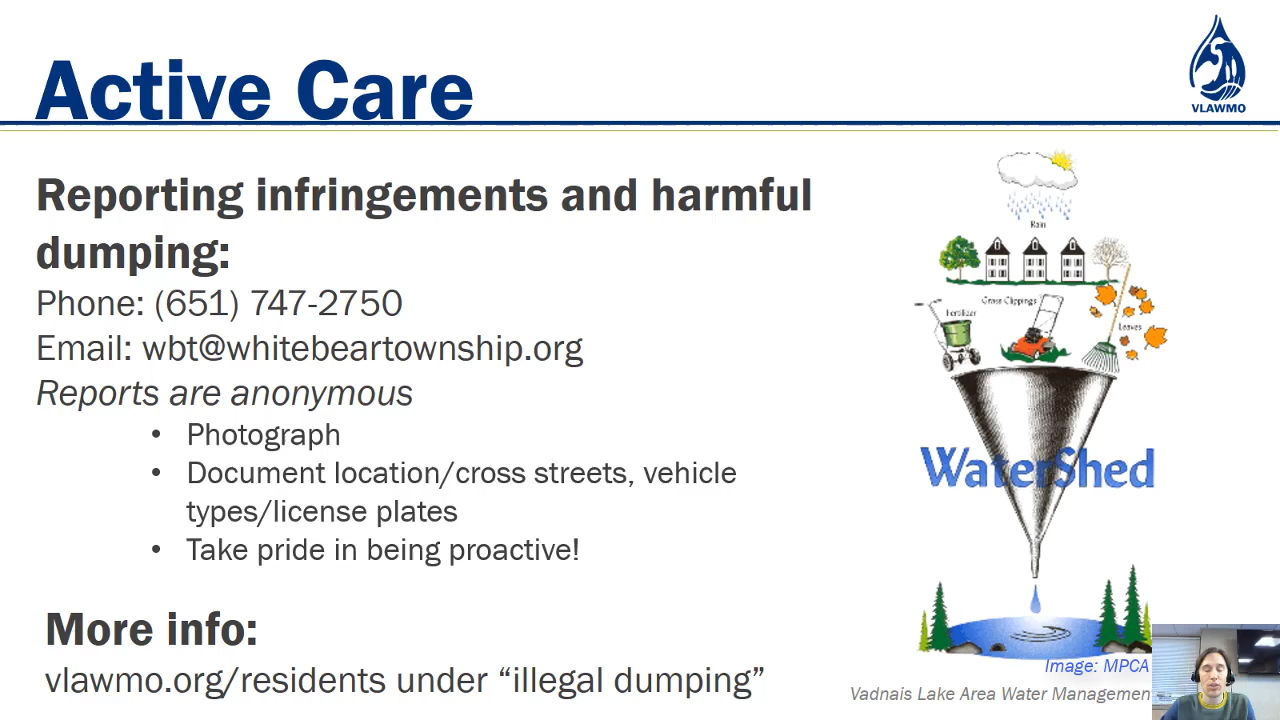 Active Care
VLAWMO
Reporting infringements and harmful
dumping:
Phone: (651) 747-2750
Email: wbt@whitebeartownship.org
Reports are anonymous
• Photograph
• Document location/cross streets, vehicle
types/license plates
• Take pride in being proactive!
More info:
vlawmo.org/residents under “illegal dumping”
Rain
Grass Clippings
Fertilizer
Leaves
WaterShed
Image: MPCA
Vadnais Lake Area Water Managemen